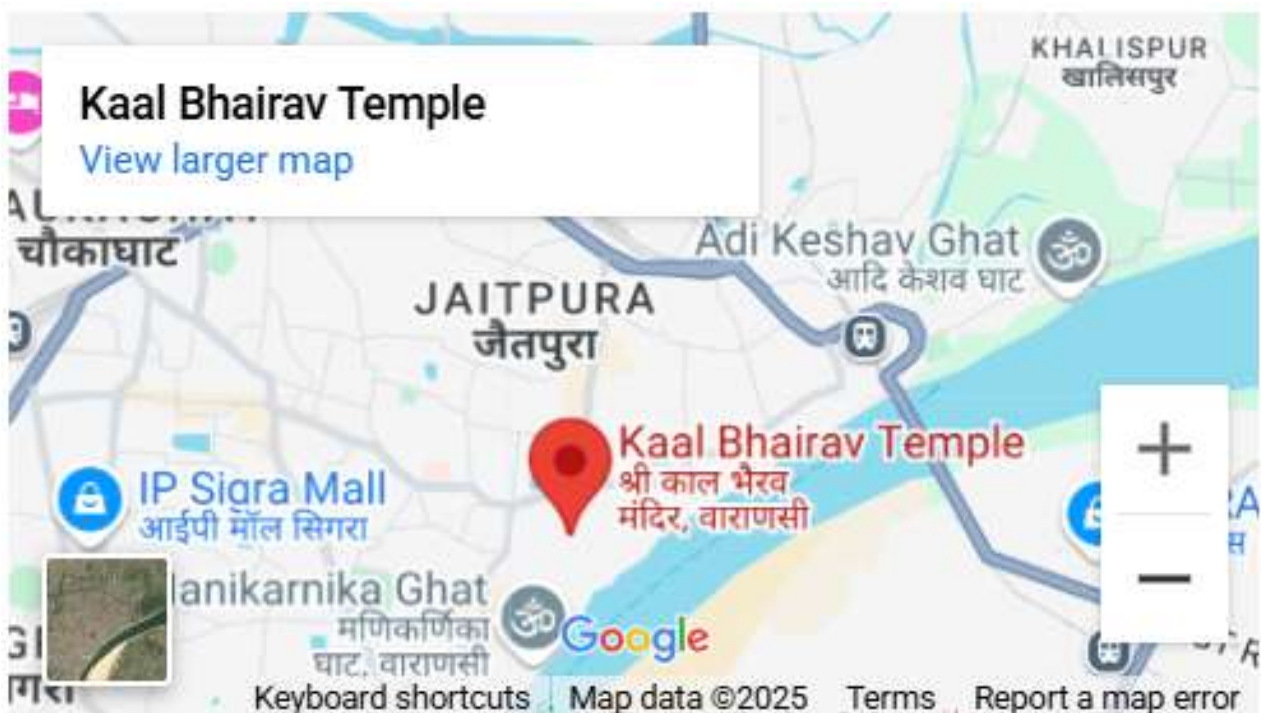 Kaal Bhairav Temple
View larger map
KHALISPUR
खालिसपुर
चौकाघाट
Adi Keshav Ghat
आदि केशव घाट
JAITPURA
जैतपुरा
Kaal Bhairav Temple
श्री काल भैरव
मंदिर, वाराणसी
IP Sigra Mall
आईपी मॉल सिगरा
anikarnika Ghat
मणिकर्णिका
घाट, वाराणसी
Google
Keyboard shortcuts
Map data ©2025
Terms
Report a map error